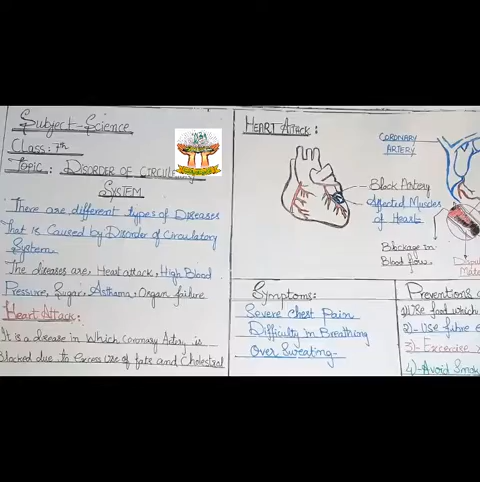 Subject-Science
Class: 7th
Topic: DISORDER OF
SYSTEM
There are different types of Diseases
That is Caused by Disorder of Circulatory
System
The diseases are, Heart attack, High Blood
Pressure, Sugar, Asthama, Organ failure
Heart Attack:
It is a disease in which Coronary Artery is
Blocked due to Excess use of fats and Cholestral
HEART ATTACK:
CORONARY
ARTERY
Block Artery
Affected Muscles
of Heart
Blockage in
Blood flow.
Symptoms:
Severe Chest Pain
Difficulty in Breathing
Over Sweating-
Preventions
1) Use food which
2)- Use fibre
3)- Excercise
4)- Avoid Smok